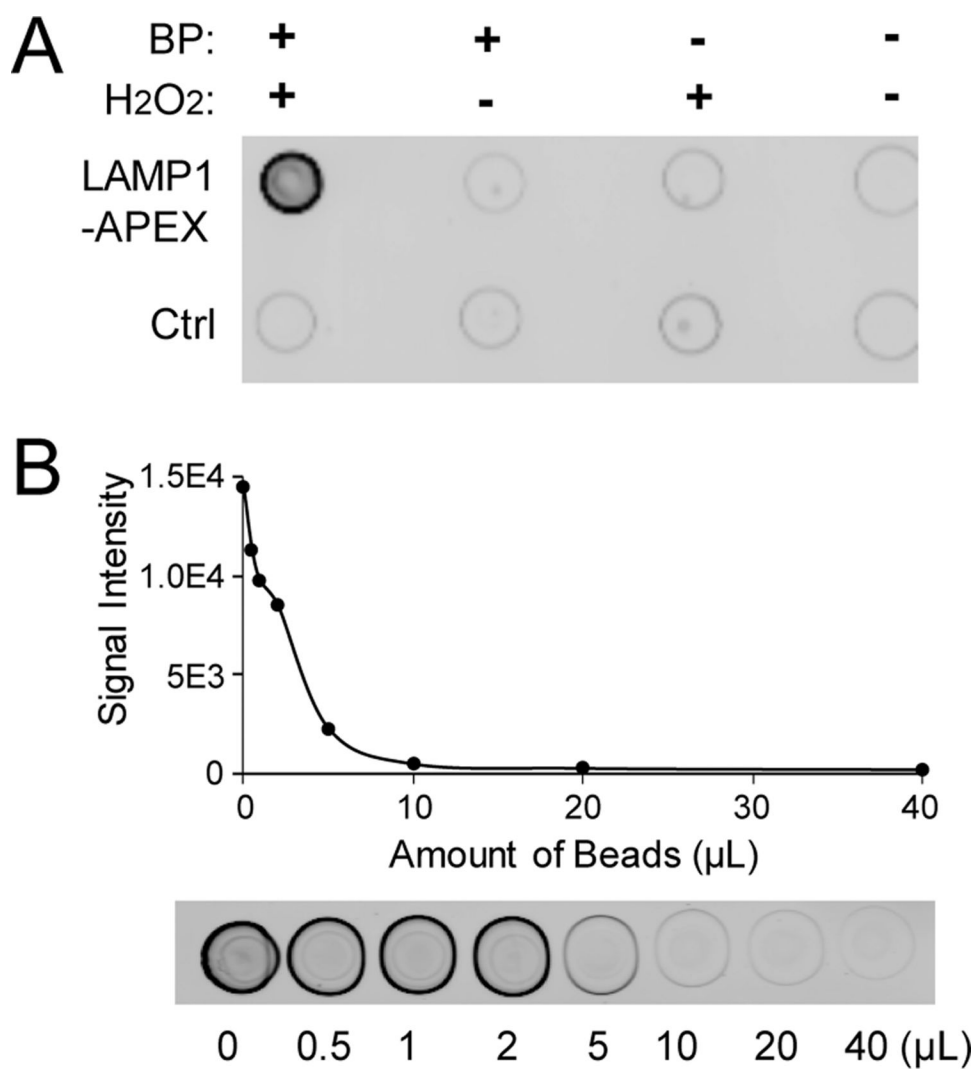 A
BP: + + - -
H2O2: + - + -
LAMP1
-APEX
Ctrl
B
Signal Intensity
1.5E4
1.0E4
5E3
0
0 10 20 30 40
Amount of Beads (µL)
0 0.5 1 2 5 10 20 40 (µL)